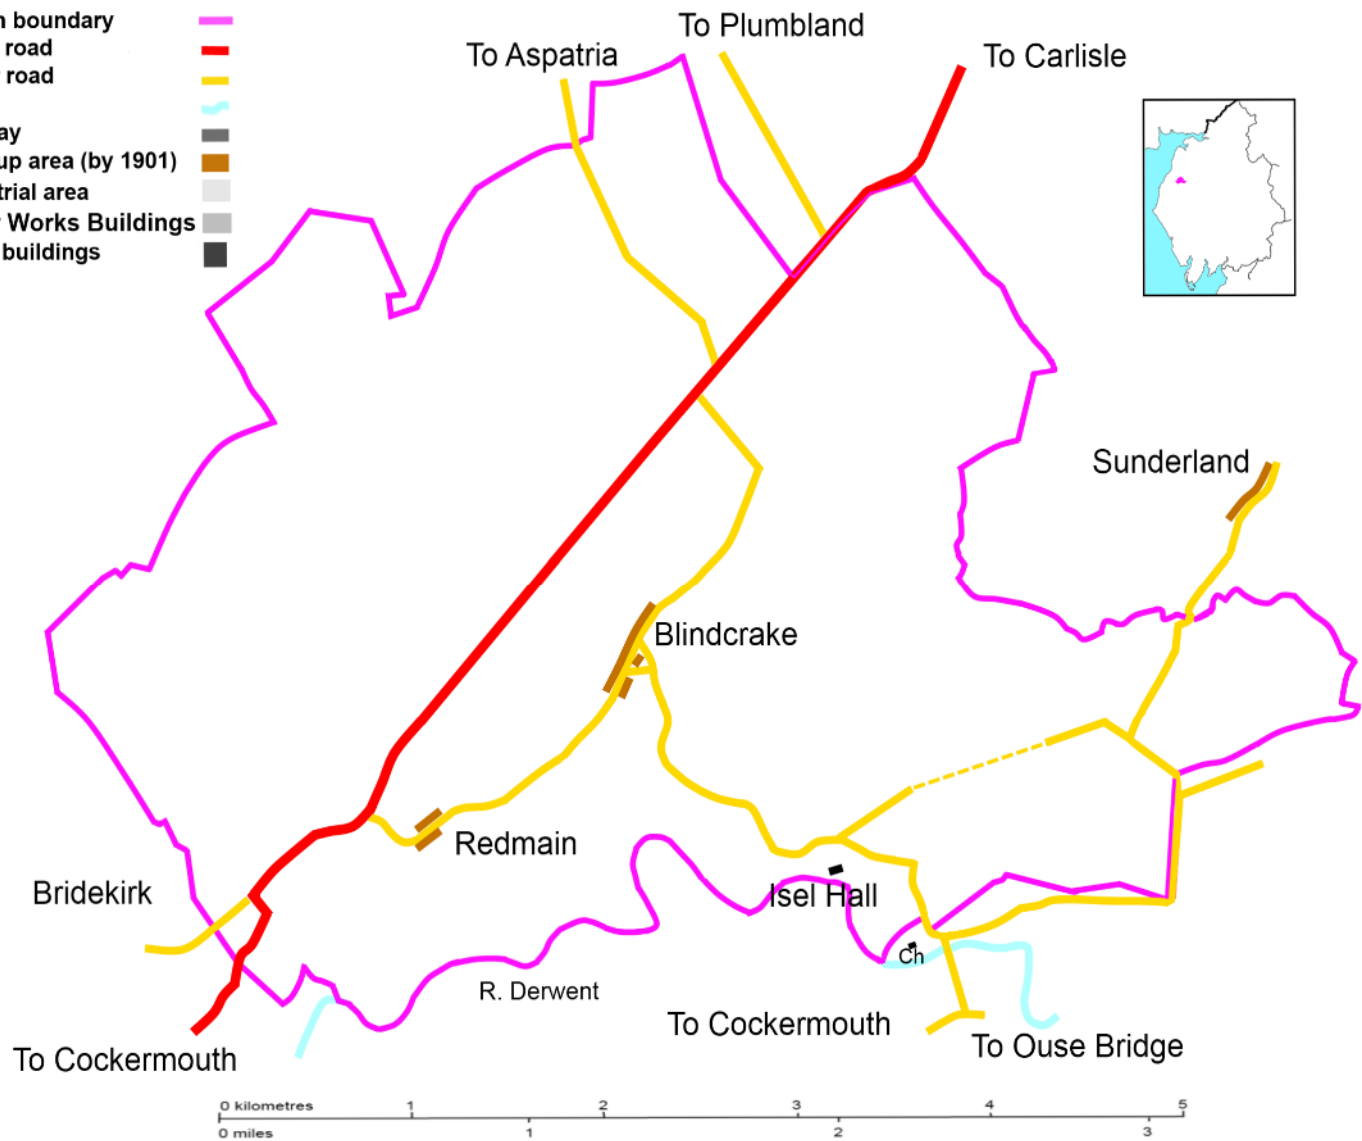 n boundary
road
road
ay
up area (by 1901)
trial area
Works Buildings
buildings
To Aspatria
To Plumbland
To Carlisle
Sunderland
Blindcrake
Redmain
Bridekirk
Isel Hall
Ch
R. Derwent
To Cockermouth
To Ouse Bridge
To Cockermouth
0 kilometres 1 2 3 4 5
0 miles 1 2 3